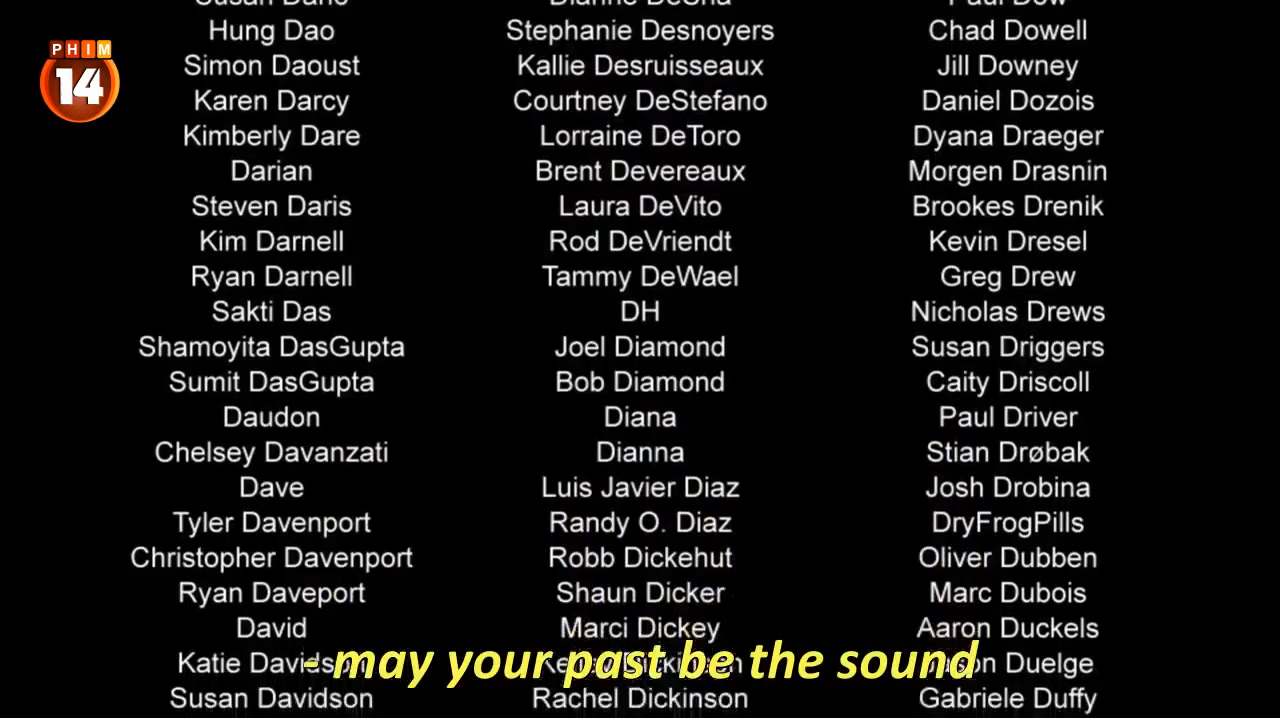 PHIM
14
Hung Dao
Simon Daoust
Karen Darcy
Kimberly Dare
Darian
Steven Daris
Kim Darnell
Ryan Darnell
Sakti Das
Shamoyita DasGupta
Sumit DasGupta
Daudon
Chelsey Davanzati
Dave
Tyler Davenport
Christopher Davenport
Ryan Daveport
David
Katie Davidson
Susan Davidson
Stephanie Desnoyers
Kallie Desruisseaux
Courtney DeStefano
Lorraine DeToro
Brent Devereaux
Laura DeVito
Rod DeVriendt
Tammy DeWael
DH
Joel Diamond
Bob Diamond
Diana
Dianna
Luis Javier Diaz
Randy O. Diaz
Robb Dickehut
Shaun Dicker
Marci Dickey
Rachel Dickinson
Paul Dow
Chad Dowell
Jill Downey
Daniel Dozois
Dyana Draeger
Morgen Drasnin
Brookes Drenik
Kevin Dresel
Greg Drew
Nicholas Drews
Susan Driggers
Caity Driscoll
Paul Driver
Stian Drøbak
Josh Drobina
DryFrogPills
Oliver Dubben
Marc Dubois
Aaron Duckels
Duelge
Gabriele Duffy
- may your past be the sound